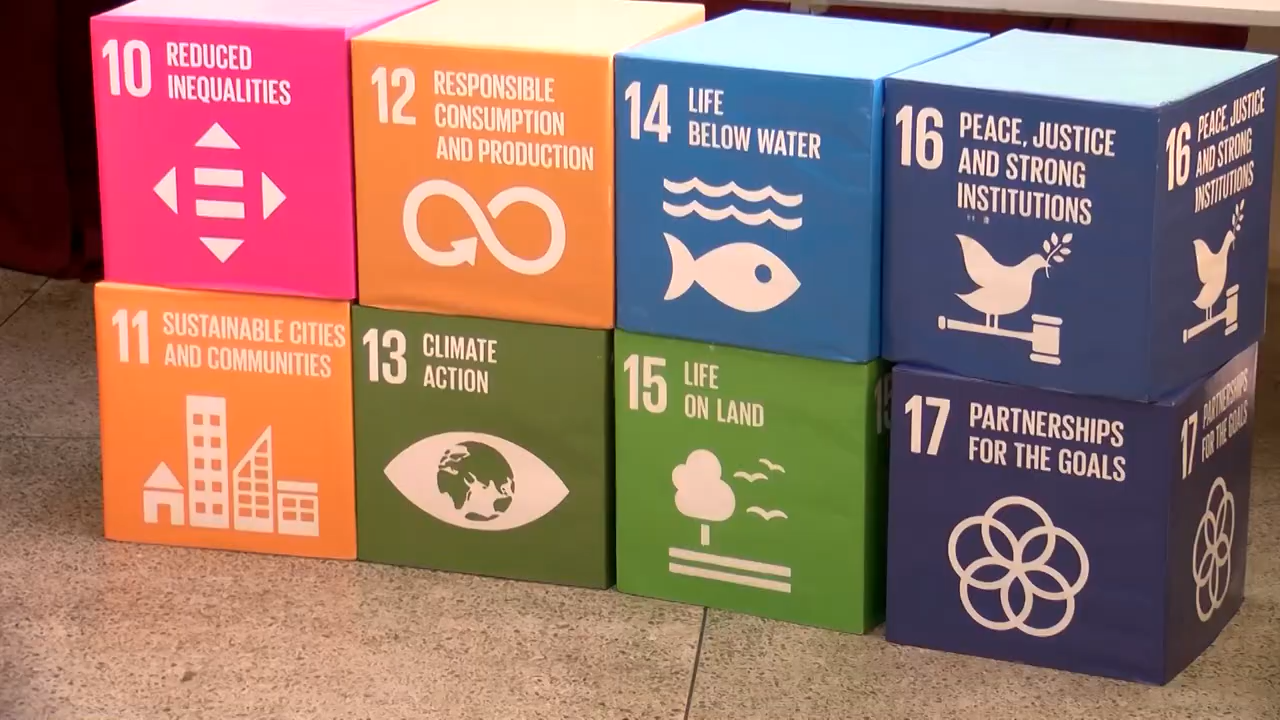 10 REDUCED
INEQUALITIES
12 RESPONSIBLE
CONSUMPTION
AND PRODUCTION
14 LIFE
BELOW WATER
16 PEACE, JUSTICE
AND STRONG
INSTITUTIONS
16 PEACE, JUSTICE
AND STRONG
INSTITUTIONS
11 SUSTAINABLE CITIES
AND COMMUNITIES
13 CLIMATE
ACTION
15 LIFE
ON LAND
15
17 PARTNERSHIPS
FOR THE GOALS
17 PARTNERSHIPS
FOR THE GOALS